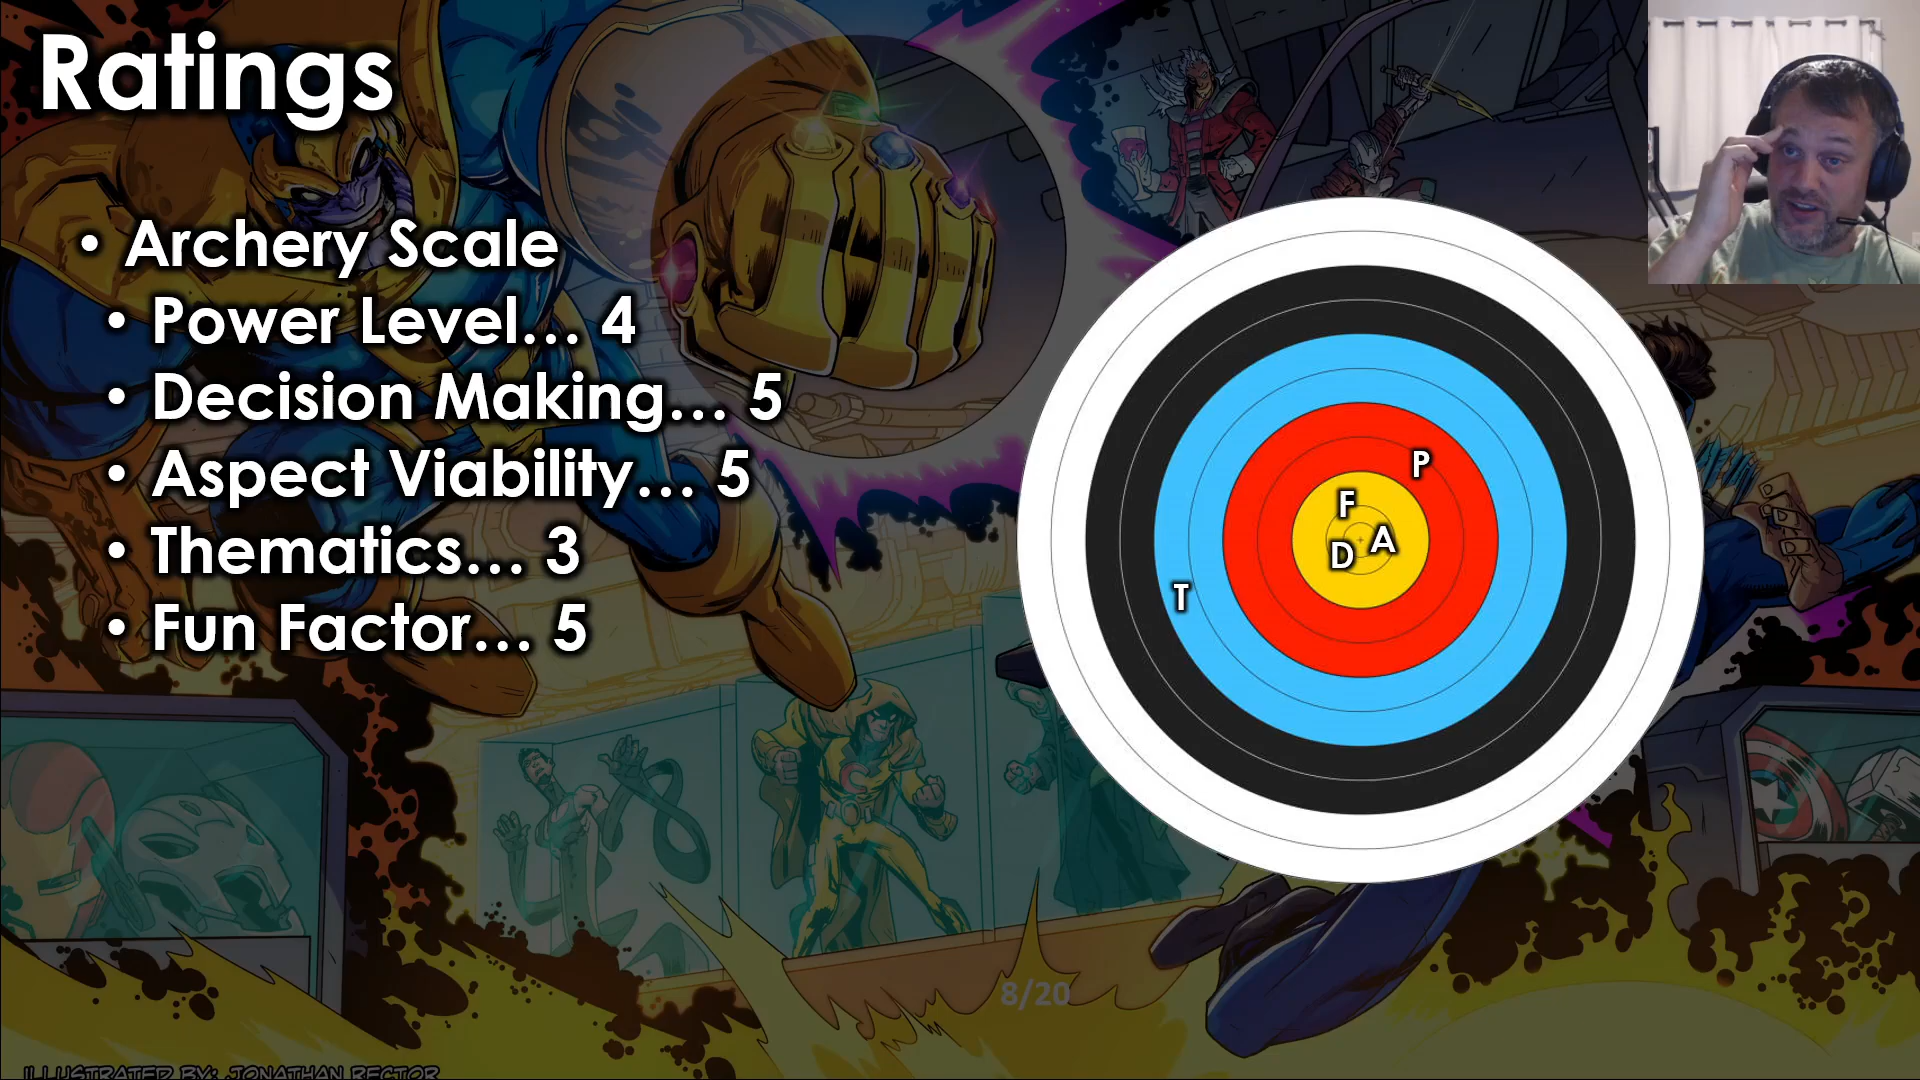 Ratings
• Archery Scale
• Power Level… 4
• Decision Making… 5
• Aspect Viability… 5
• Thematics… 3
• Fun Factor… 5
P
F
A
D
T
C
8/20
ILLUSTRATED BY: JONATHAN RECTOR